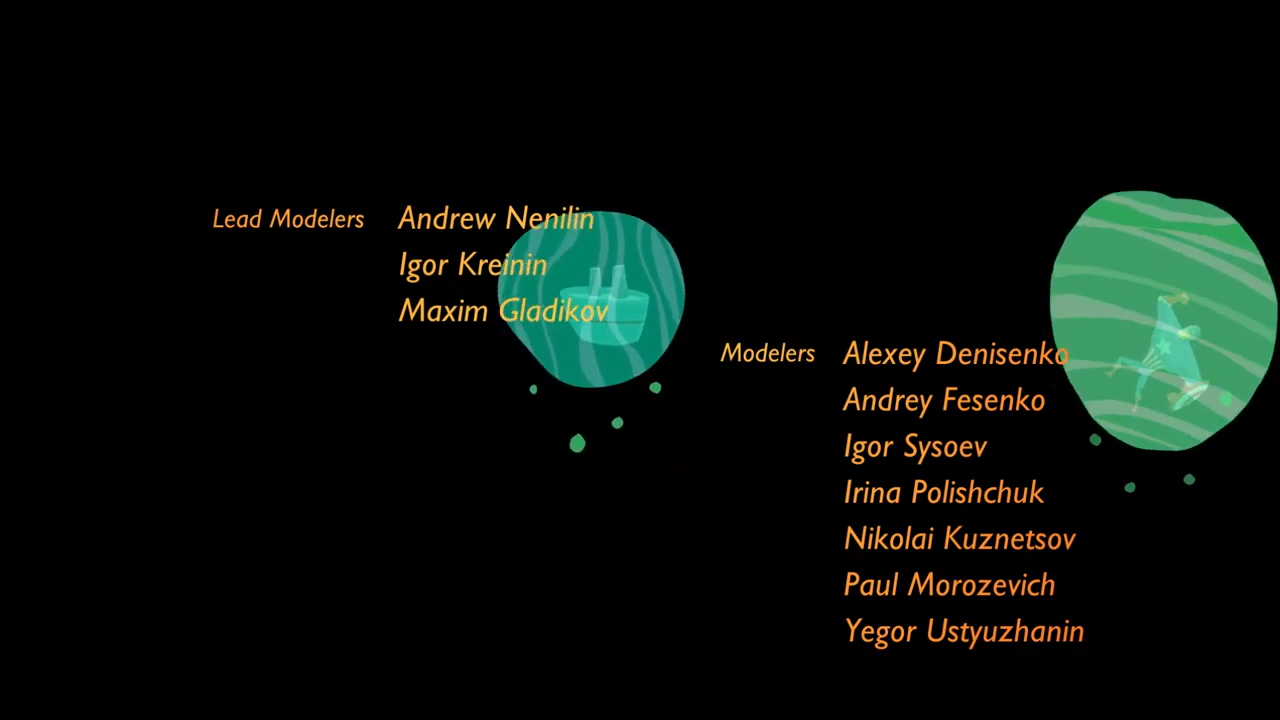 Lead Modelers Andrew Nenilin
Igor Kreinin
Maxim Gladikov
Modelers Alexey Denisenko
Andrey Fesenko
Igor Sysoev
Irina Polishchuk
Nikolai Kuznetsov
Paul Morozevich
Yegor Ustyuzhanin